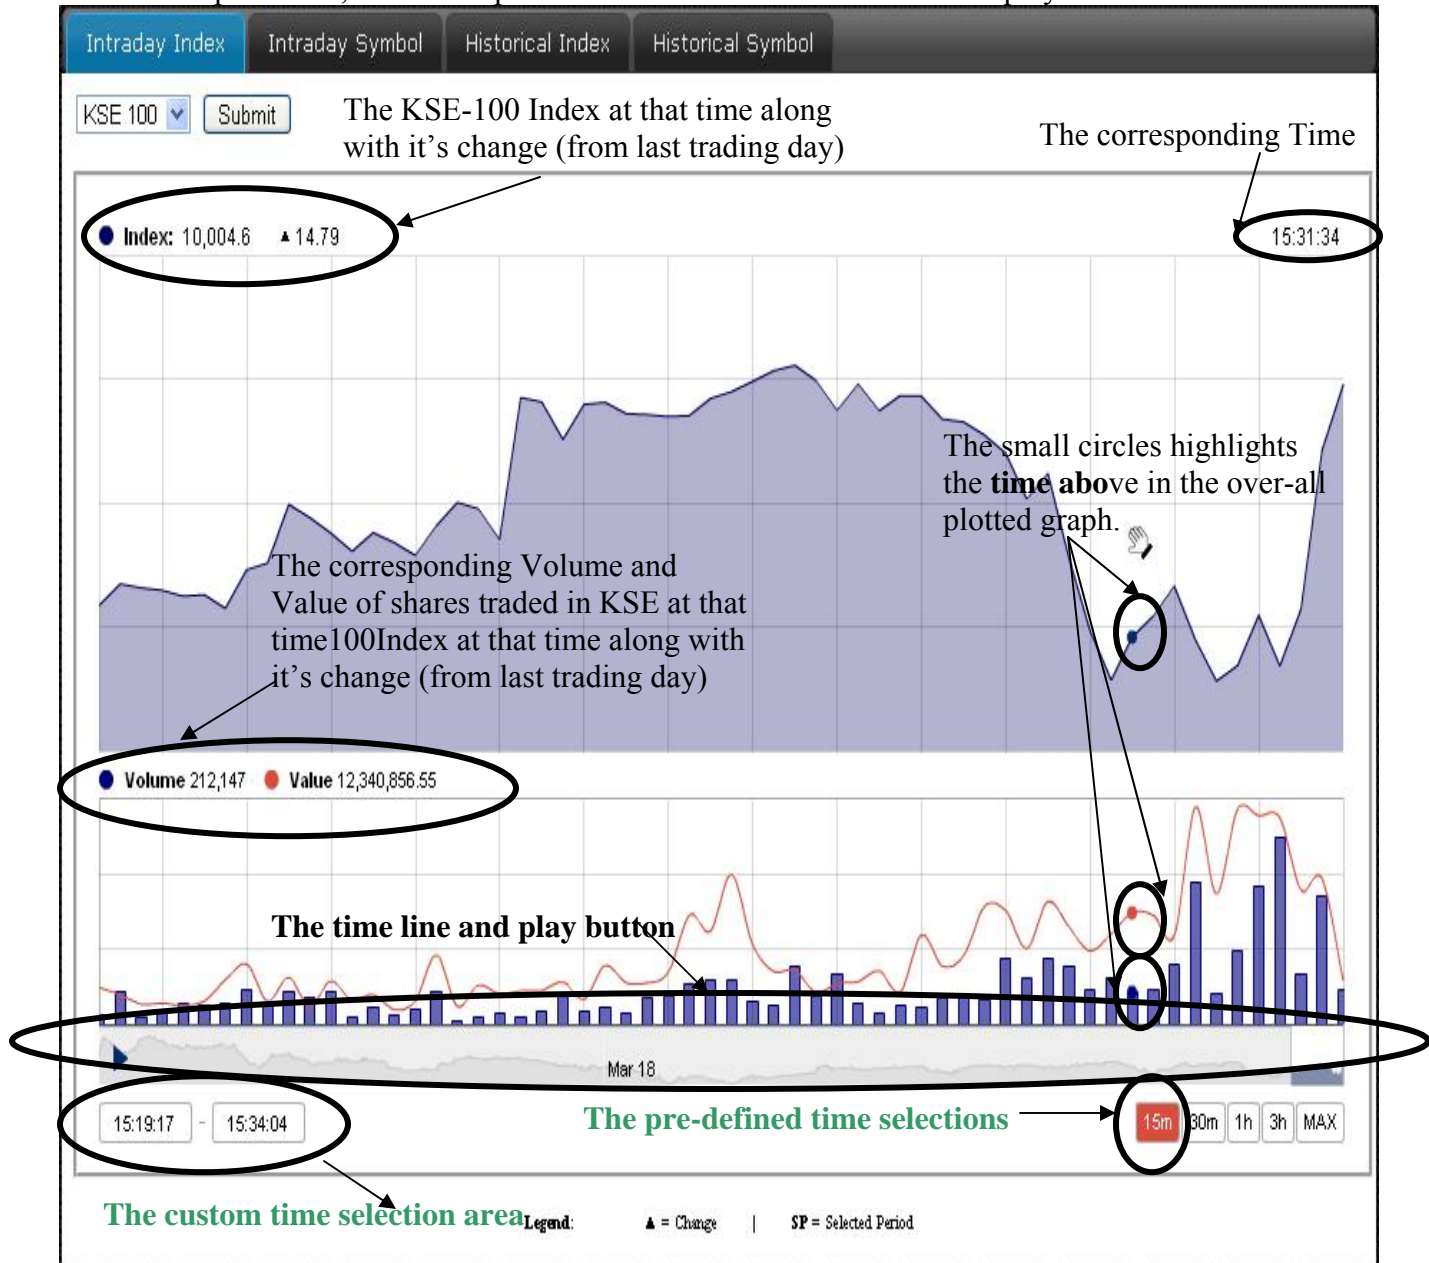 Intraday Index Intraday Symbol Historical Index Historical Symbol
KSE 100 Submit
The KSE-100 Index at that time along
with it’s change (from last trading day)
The corresponding Time
Index: 10,004.6 ▲14.79
15:31:34
The small circles highlights
the time above in the over-all
plotted graph.
The corresponding Volume and
Value of shares traded in KSE at that
time100Index at that time along with
it’s change (from last trading day)
Volume 212,147 Value 12,340,856.55
The time line and play button
Mar 18
15:19:17 - 15:34:04
The pre-defined time selections
15m 30m 1h 3h MAX
The custom time selection area
Legend: ▲ = Change | SP = Selected Period